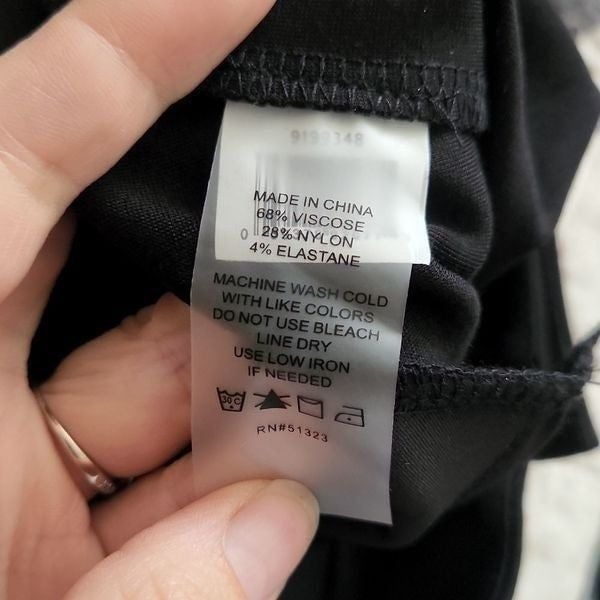 9199348
MADE IN CHINA
68% VISCOSE
28% NYLON
4% ELASTANE
MACHINE WASH COLD
WITH LIKE COLORS
DO NOT USE BLEACH
LINE DRY
USE LOW IRON
IF NEEDED
30 C
RN#51323